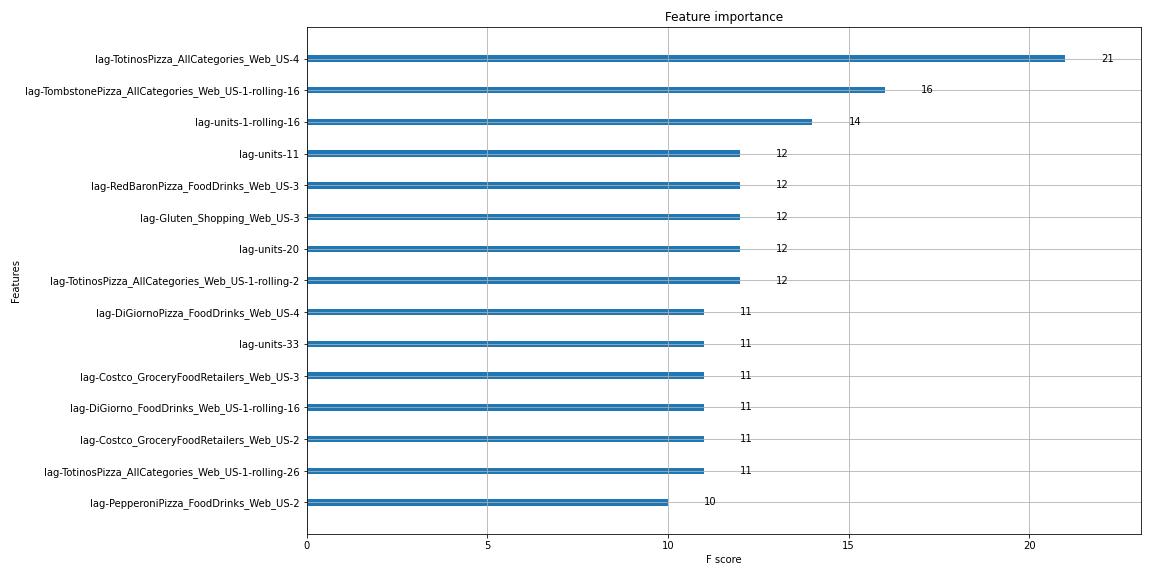 Feature importance
lag-TotinosPizza_AllCategories_Web_US-4 21
lag-TombstonePizza_AllCategories_Web_US-1-rolling-16 16
lag-units-1-rolling-16 14
lag-units-11 12
lag-RedBaronPizza_FoodDrinks_Web_US-3 12
lag-Gluten_Shopping_Web_US-3 12
lag-units-20 12
lag-TotinosPizza_AllCategories_Web_US-1-rolling-2 12
lag-DiGiornoPizza_FoodDrinks_Web_US-4 11
lag-units-33 11
lag-Costco_GroceryFoodRetailers_Web_US-3 11
lag-DiGiorno_FoodDrinks_Web_US-1-rolling-16 11
lag-Costco_GroceryFoodRetailers_Web_US-2 11
lag-TotinosPizza_AllCategories_Web_US-1-rolling-26 11
lag-PepperoniPizza_FoodDrinks_Web_US-2 10
Features
0 5 10 15 20
F score